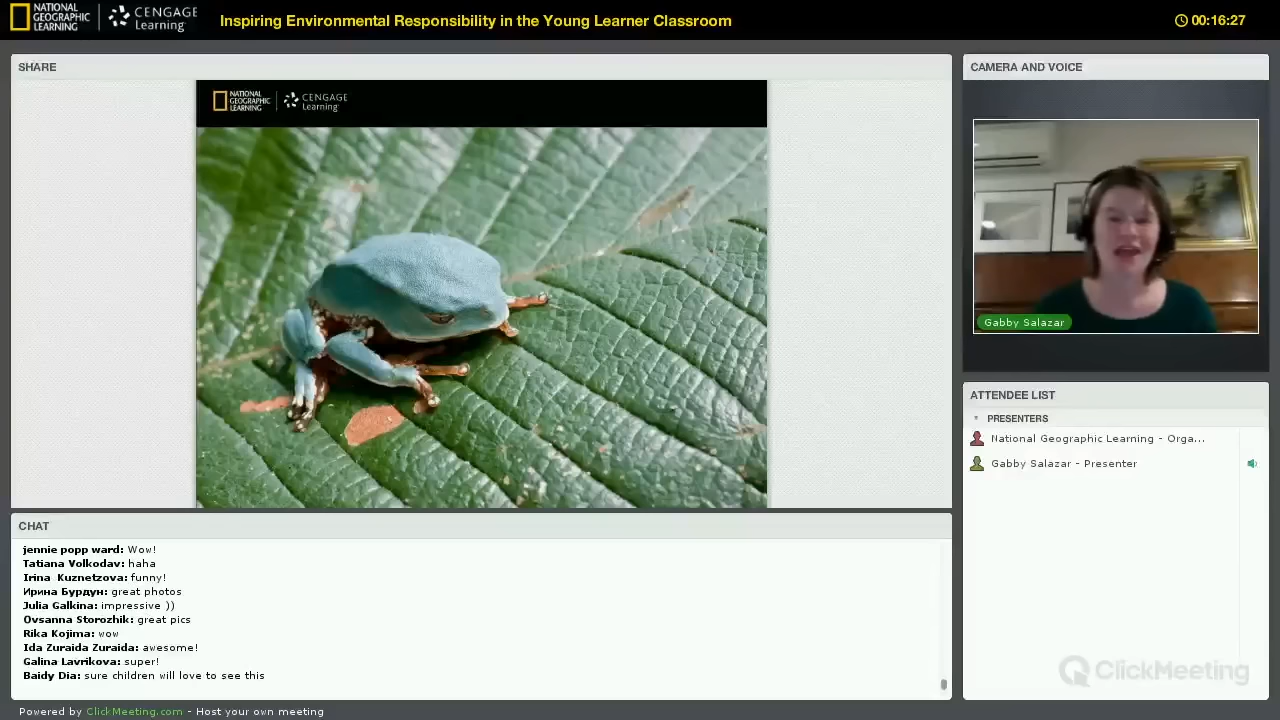 NATIONAL
GEOGRAPHIC
LEARNING
CENGAGE
Learning®
Inspiring Environmental Responsibility in the Young Learner Classroom
00:16:27
SHARE
NATIONAL
GEOGRAPHIC
LEARNING
CENGAGE
Learning®
CAMERA AND VOICE
Gabby Salazar
ATTENDEE LIST
PRESENTERS
National Geographic Learning - Orga...
Gabby Salazar - Presenter
CHAT
jennie popp ward: Wow!
Tatiana Volkodav: haha
Irina Kuznetzova: funny!
Ирина Бурдун: great photos
Julia Galkina: impressive ))
Ovsanna Storozhik: great pics
Rika Kojima: wow
Ida Zuraida Zuraida: awesome!
Galina Lavrikova: super!
Baidy Dia: sure children will love to see this
ClickMeeting
Powered by ClickMeeting.com - Host your own meeting